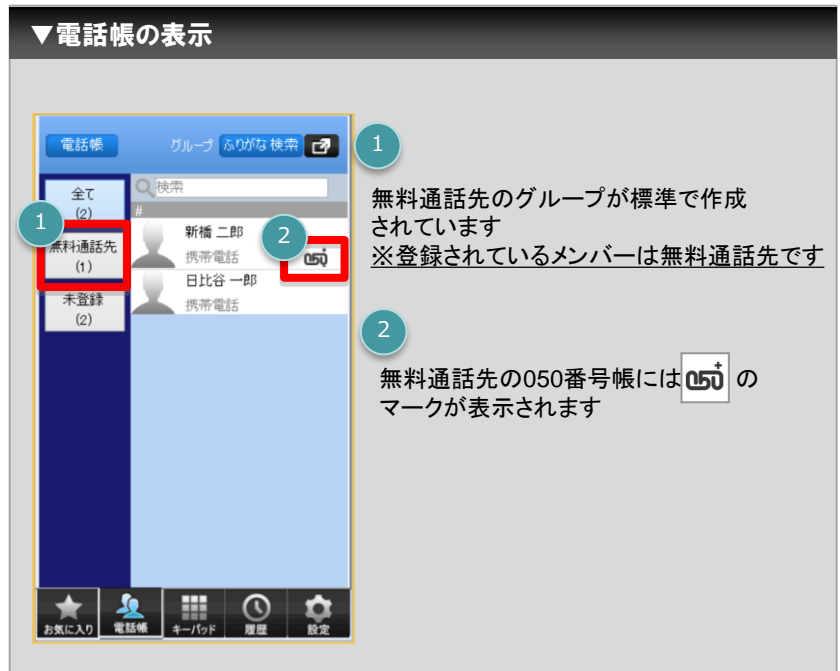 ▼電話帳の表示
電話帳 グループ ふりがな検索
全て
(2)
検索
#
1
無料通話先
(1)
新橋 二郎
携帯電話
2
050+
日比谷 一郎
携帯電話
未登録
(2)
お気に入り 電話帳 キーパッド 履歴 設定
1
無料通話先のグループが標準で作成
されています
※登録されているメンバーは無料通話先です
2
無料通話先の050番号帳には 050+ の
マークが表示されます